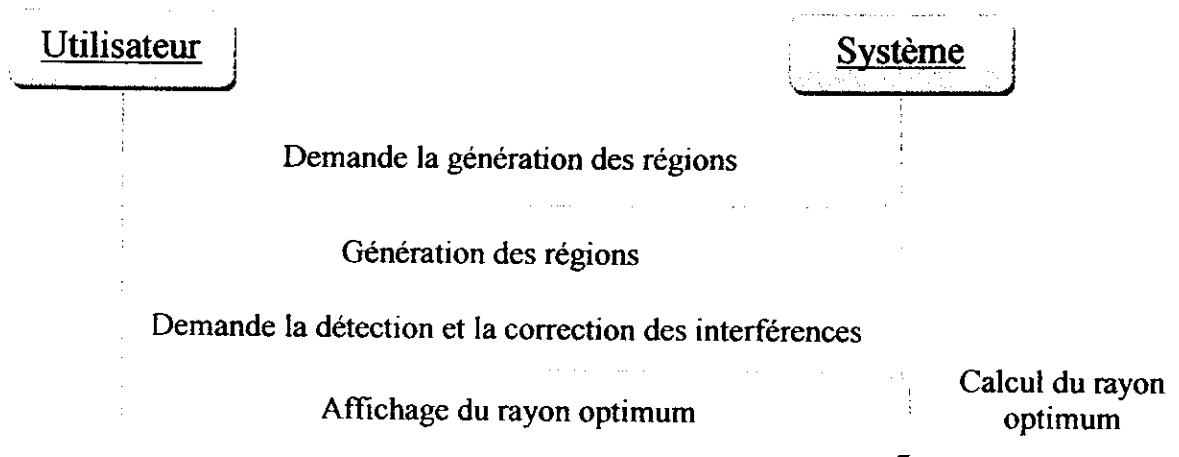 Utilisateur
Système
Demande la génération des régions
Génération des régions
Demande la détection et la correction des interférences
Calcul du rayon
optimum
Affichage du rayon optimum